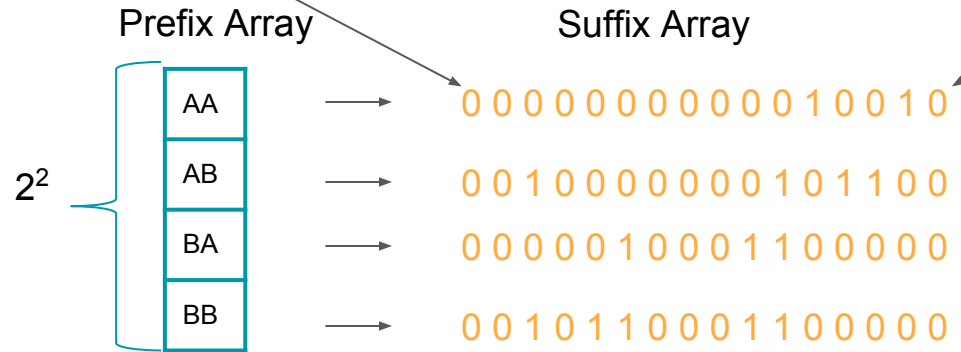 Prefix Array Suffix Array
AA 0 0 0 0 0 0 0 0 0 0 0 1 0 0 1 0
2² AB 0 0 1 0 0 0 0 0 0 0 1 0 1 1 0 0
BA 0 0 0 0 0 1 0 0 0 1 1 0 0 0 0 0
BB 0 0 1 0 1 1 0 0 0 1 1 0 0 0 0 0